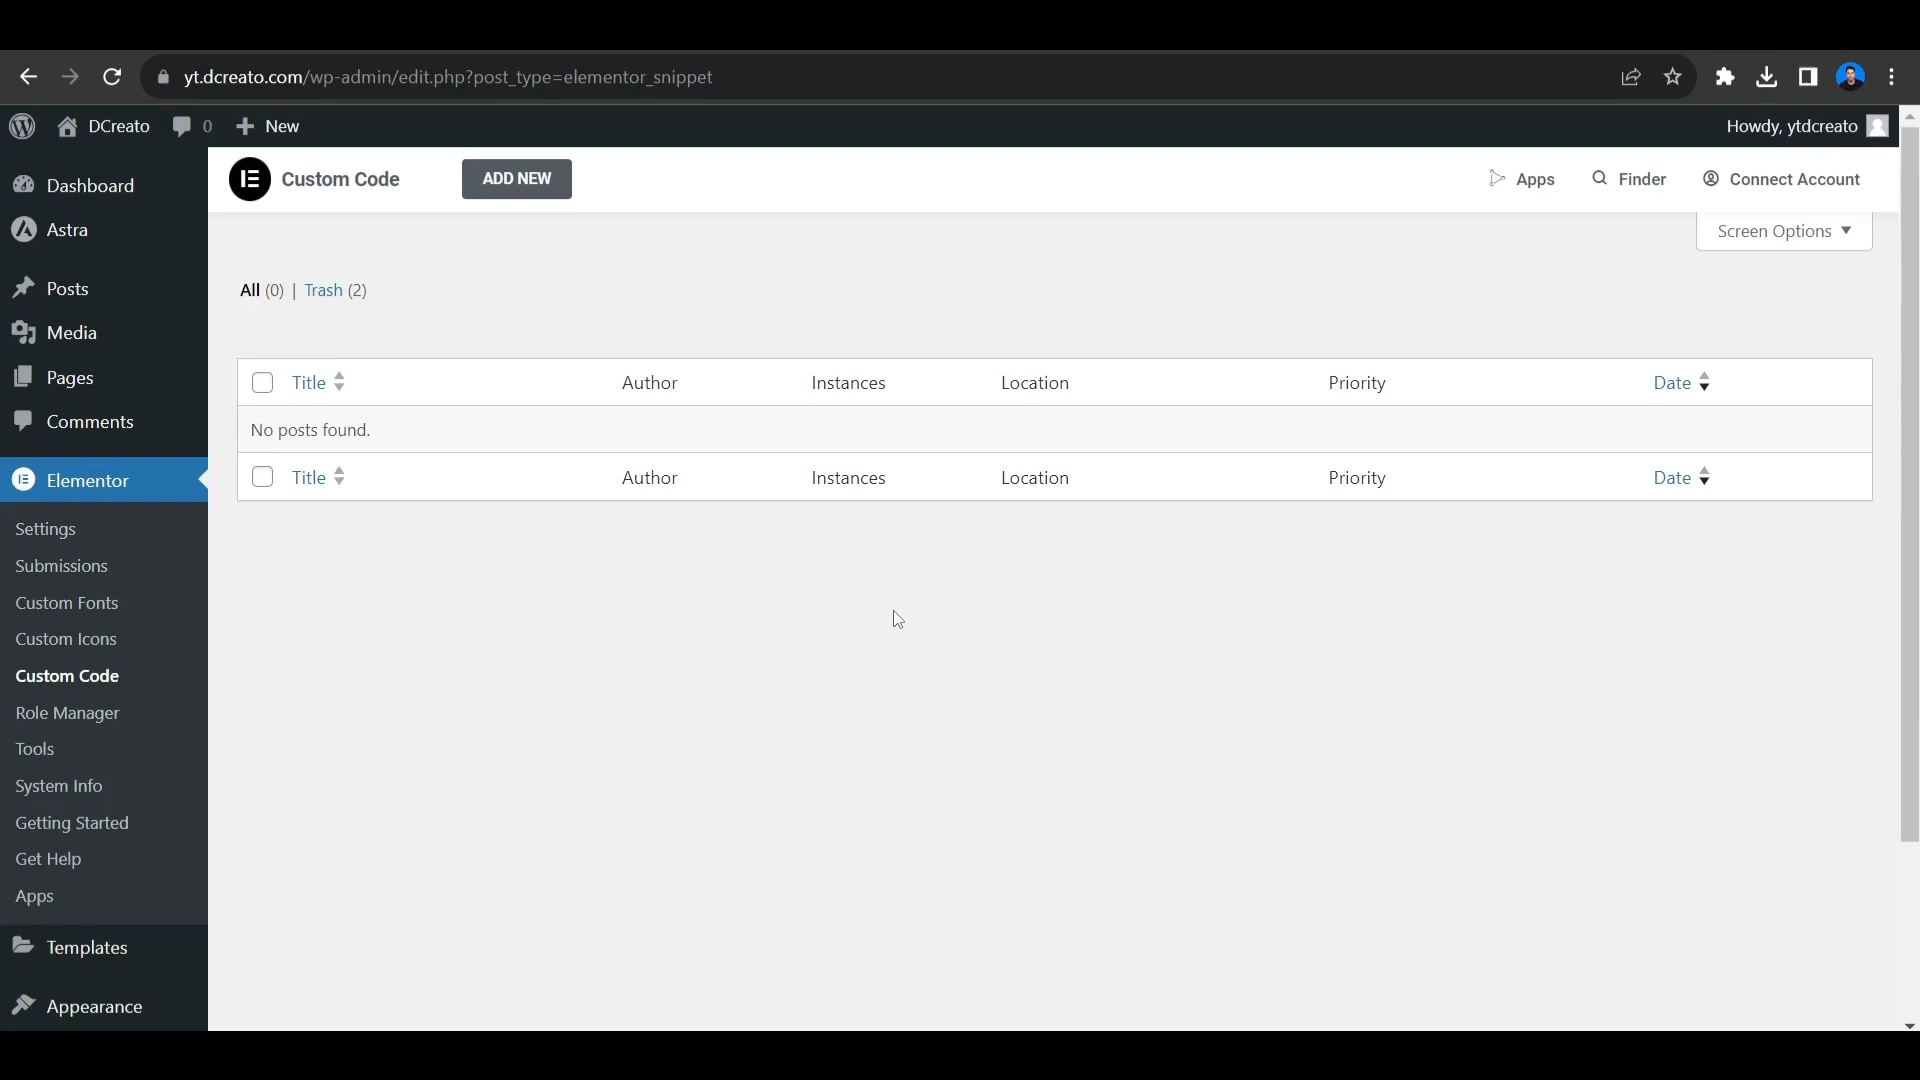 yt.dcreato.com/wp-admin/edit.php?post_type=elementor_snippet
DCreato 0 New Howdy, ytdcreato
Dashboard
Astra
Posts
Media
Pages
Comments
Elementor
Settings
Submissions
Custom Fonts
Custom Icons
Custom Code
Role Manager
Tools
System Info
Getting Started
Get Help
Apps
Templates
Appearance
Custom Code ADD NEW Apps Finder Connect Account
Screen Options
All (0) | Trash (2)
Title Author Instances Location Priority Date
No posts found.
Title Author Instances Location Priority Date